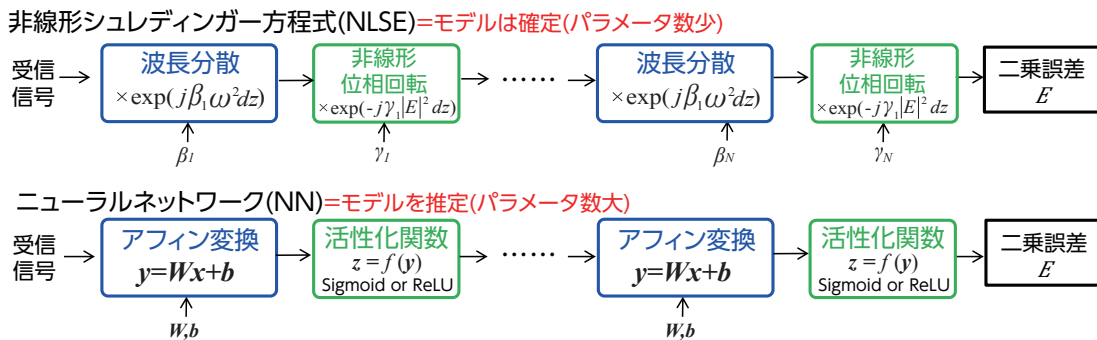 非線形シュレディンガー方程式(NLSE)=モデルは確定(パラメータ数少)
受信
信号
波長分散
×exp(jβ₁ω²dz)
非線形
位相回転
×exp(-jγ₁|E|² dz)
……
波長分散
×exp(jβ₁ω²dz)
非線形
位相回転
×exp(-jγ₁|E|² dz)
二乗誤差
E
β₁
γ₁
βN
γN
ニューラルネットワーク(NN)=モデルを推定(パラメータ数大)
受信
信号
アフィン変換
y=Wx+b
活性化関数
z=f(y)
Sigmoid or ReLU
……
アフィン変換
y=Wx+b
活性化関数
z=f(y)
Sigmoid or ReLU
二乗誤差
E
W,b
W,b